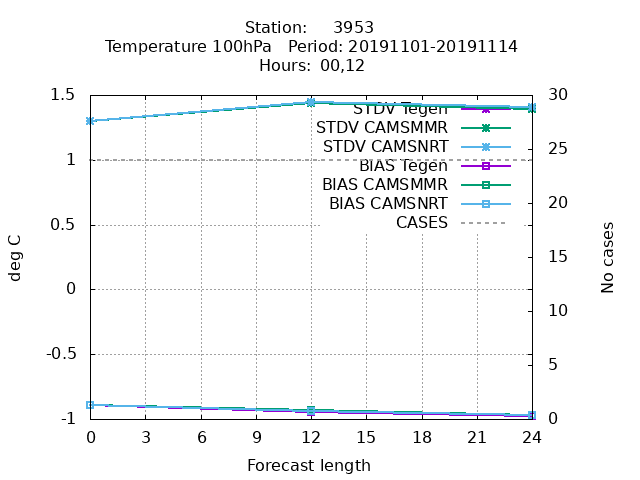 Station: 3953
Temperature 100hPa Period: 20191101-20191114
Hours: 00,12
1.5
1
0.5
0
-0.5
-1
deg C
30
25
20
15
10
5
0
No cases
STDV Tegen
STDV CAMSMMR
STDV CAMSNRT
BIAS Tegen
BIAS CAMSMMR
BIAS CAMSNRT
CASES
0 3 6 9 12 15 18 21 24
Forecast length